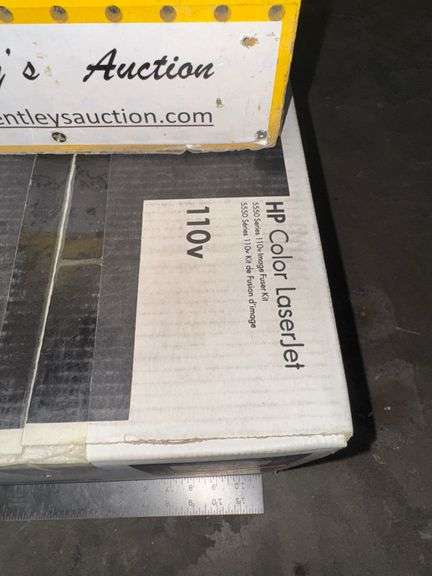 's Auction
entleysauction.com
HP Color LaserJet
5550 Series 110v Image Fuser Kit
5550 Séries 110v Kit de Fusion d'image
110v